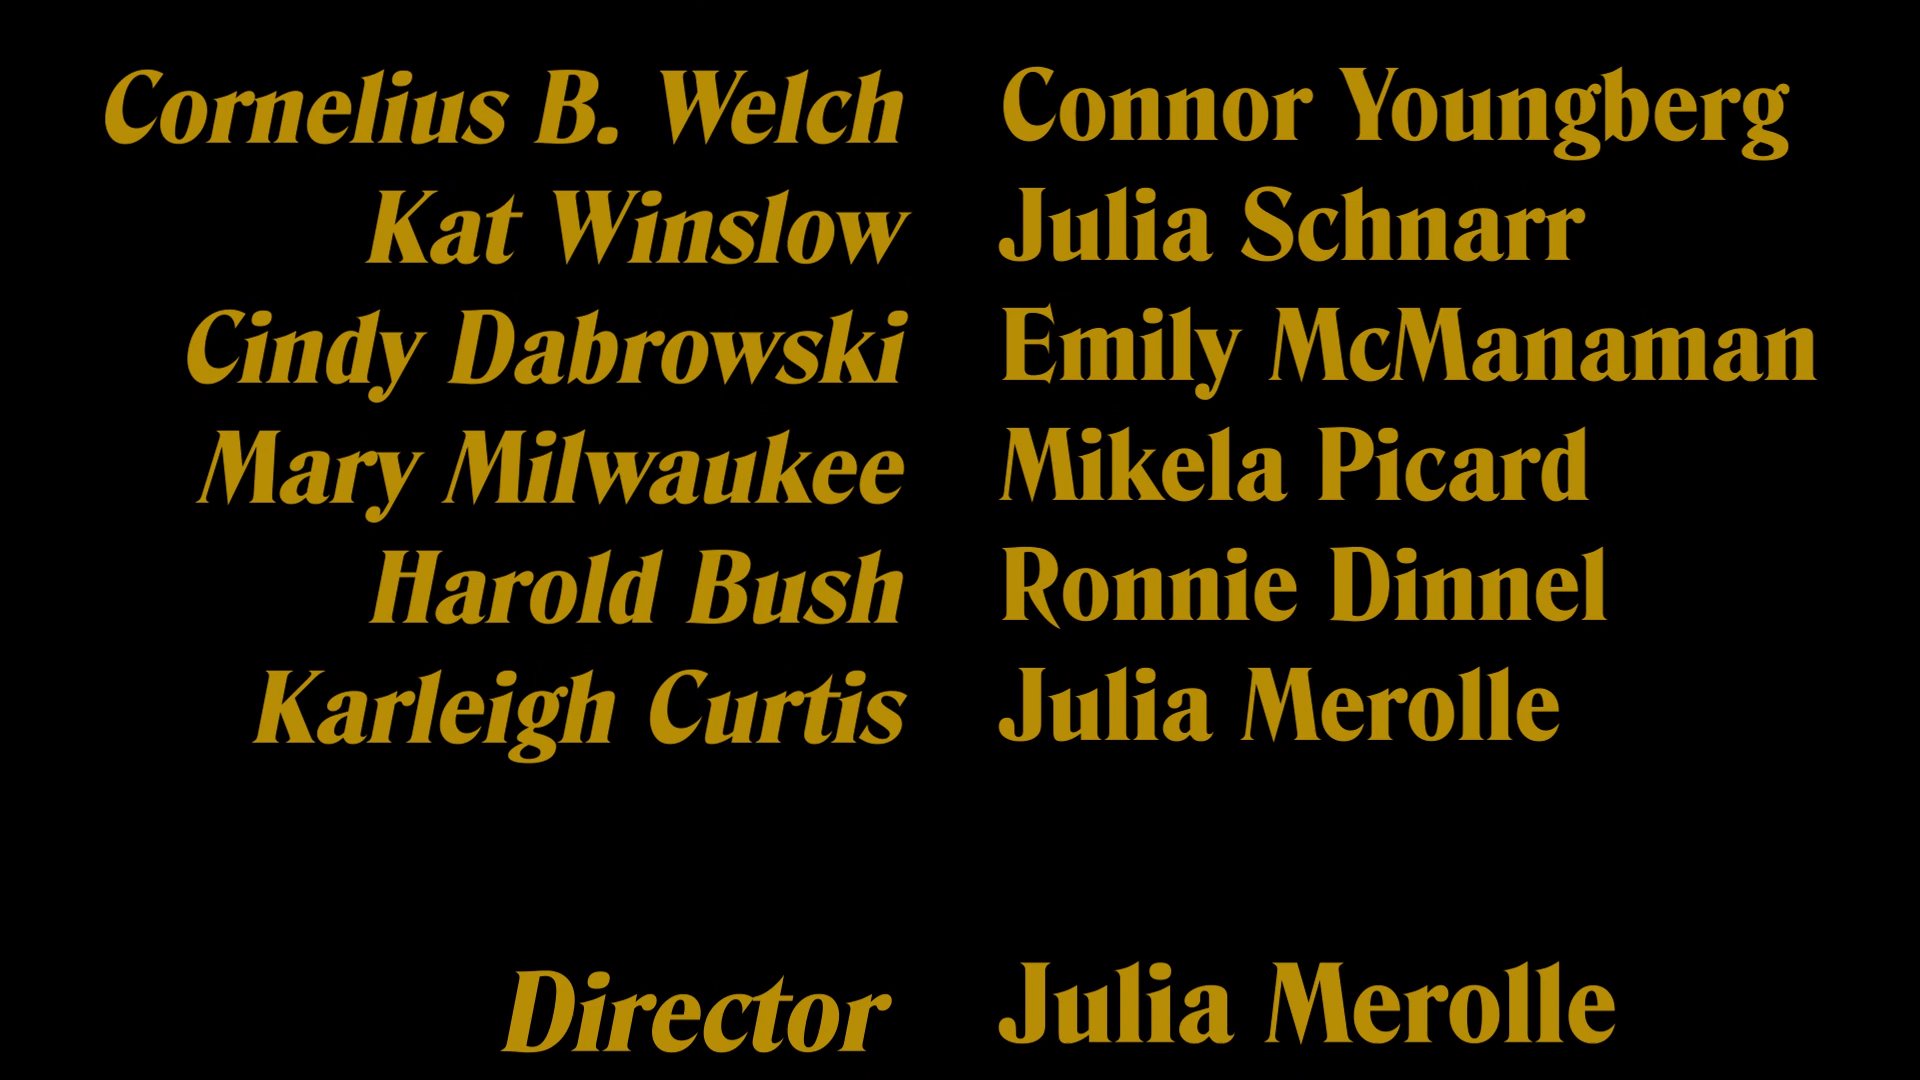 Cornelius B. Welch Connor Youngberg
Kat Winslow Julia Schnarr
Cindy Dabrowski Emily McManaman
Mary Milwaukee Mikela Picard
Harold Bush Ronnie Dinnel
Karleigh Curtis Julia Merolle
Director Julia Merolle